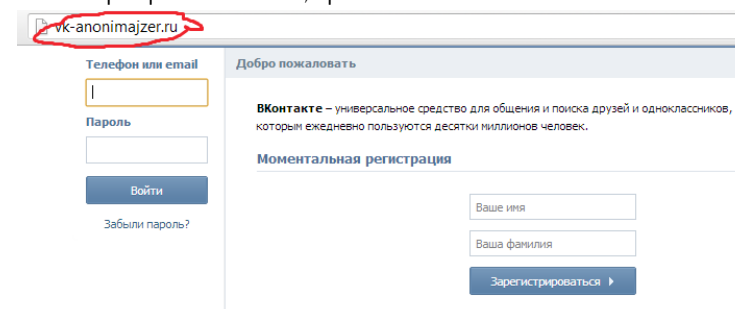 vk-anonimajzer.ru
Телефон или email
Добро пожаловать
ВКонтакте – универсальное средство для общения и поиска друзей и одноклассников,
которым ежедневно пользуются десятки миллионов человек.
Пароль
Моментальная регистрация
Войти
Забыли пароль?
Ваше имя
Ваша фамилия
Зарегистрироваться